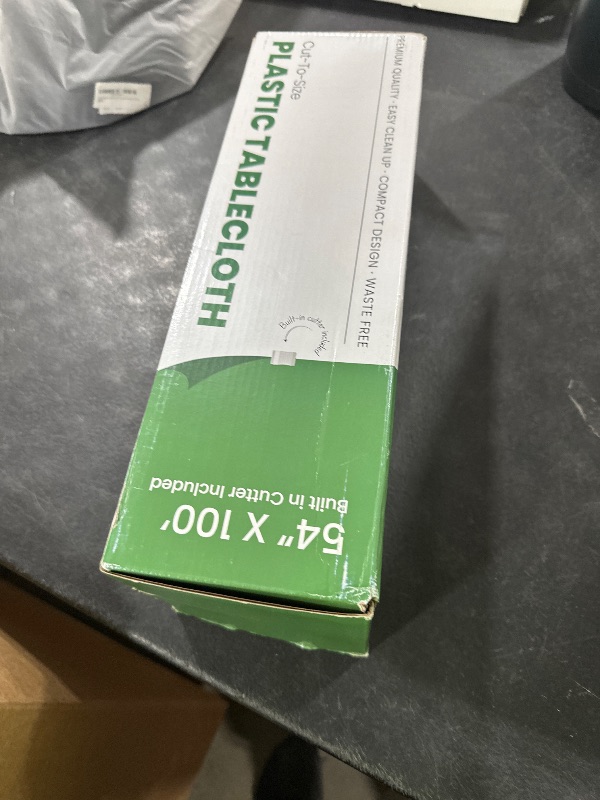 PREMIUM QUALITY · EASY CLEAN UP · COMPACT DESIGN · WASTE FREE
Cut-To-Size
PLASTIC TABLECLOTH
Built-in cutter included
54" X 100'
Built in Cutter Included